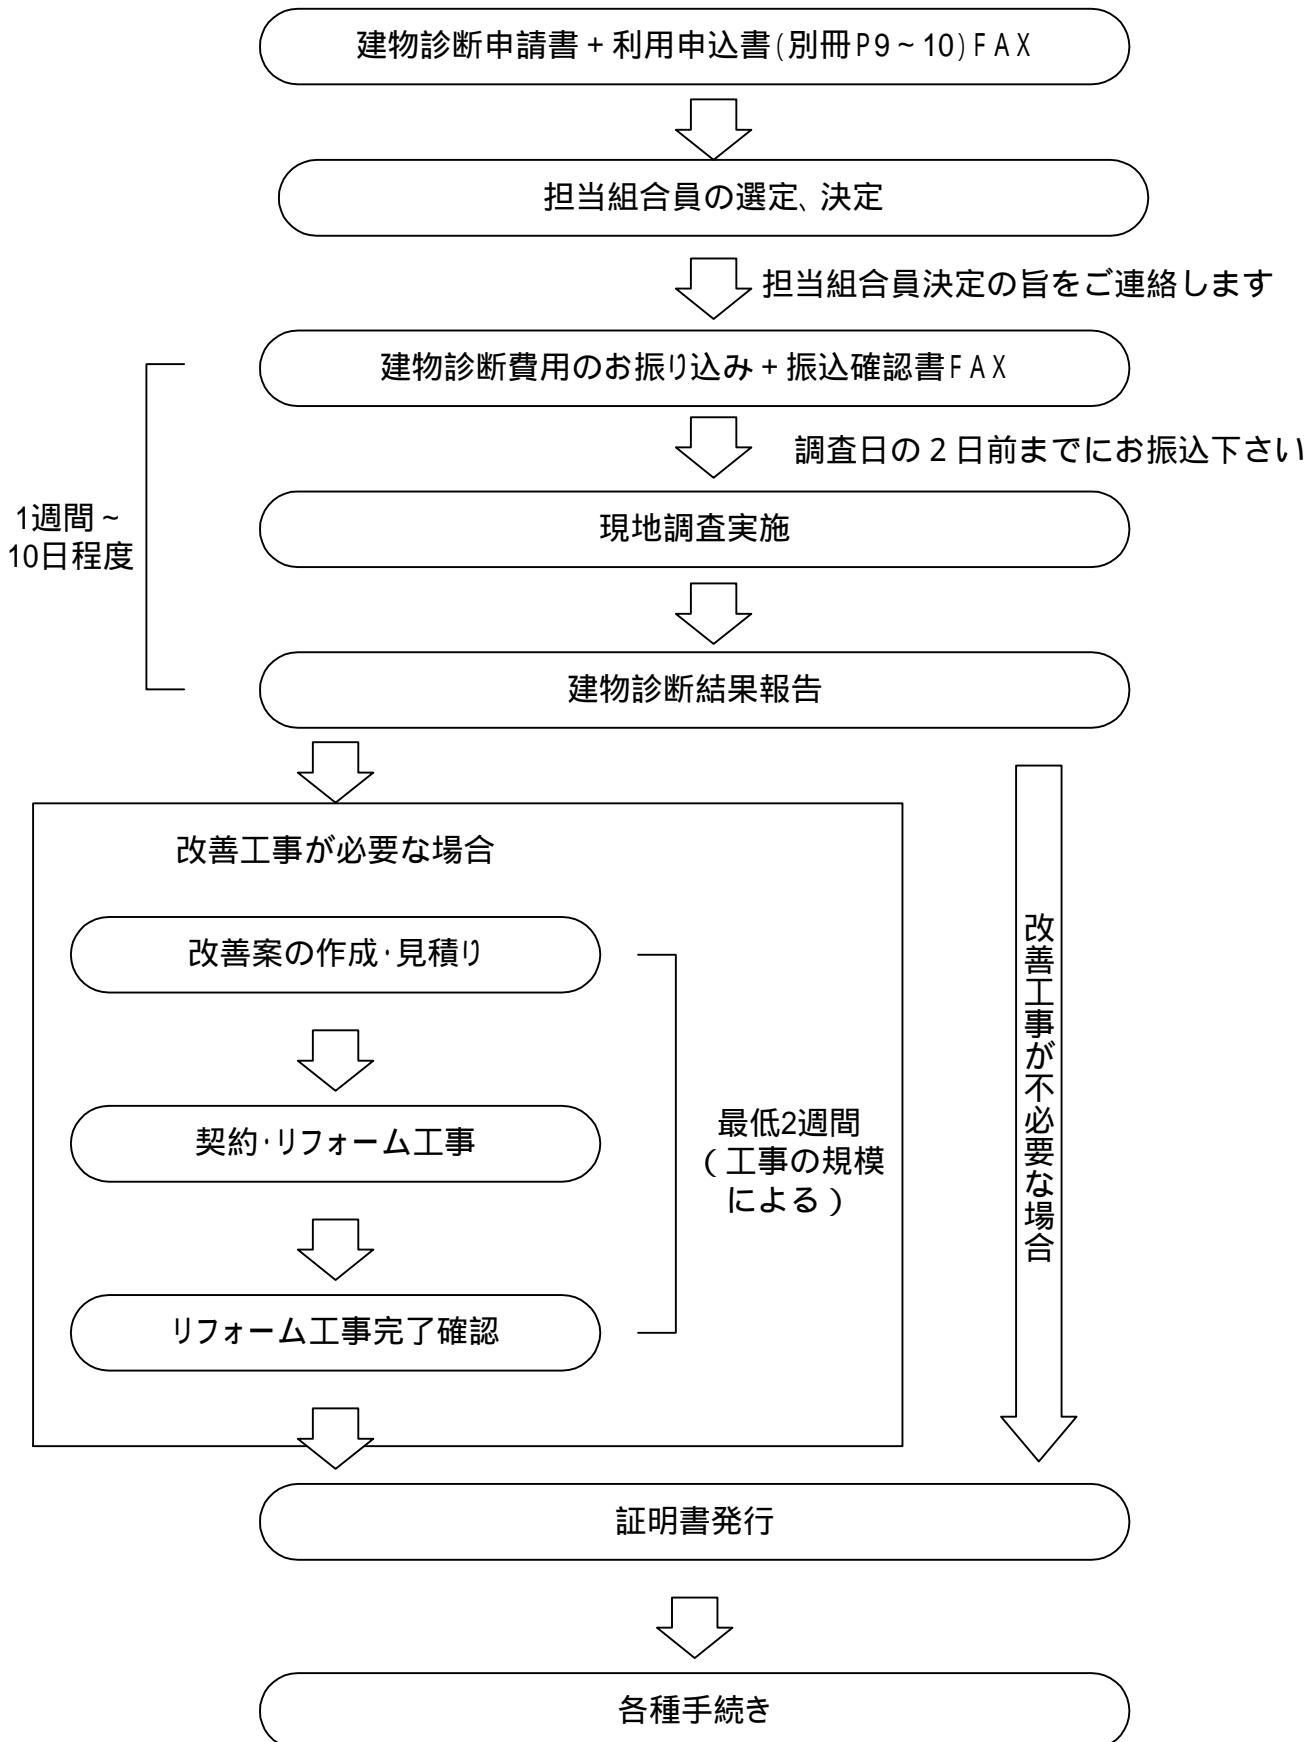 建物診断申請書+利用申込書(別冊P9~10)FAX
担当組合員の選定、決定
担当組合員決定の旨をご連絡します
建物診断費用のお振り込み+振込確認書FAX
調査日の2日前までにお振込下さい
1週間~
10日程度
現地調査実施
建物診断結果報告
改善工事が必要な場合
改善案の作成・見積り
契約・リフォーム工事
最低2週間
(工事の規模
による)
リフォーム工事完了確認
改善工事が不必要な場合
証明書発行
各種手続き